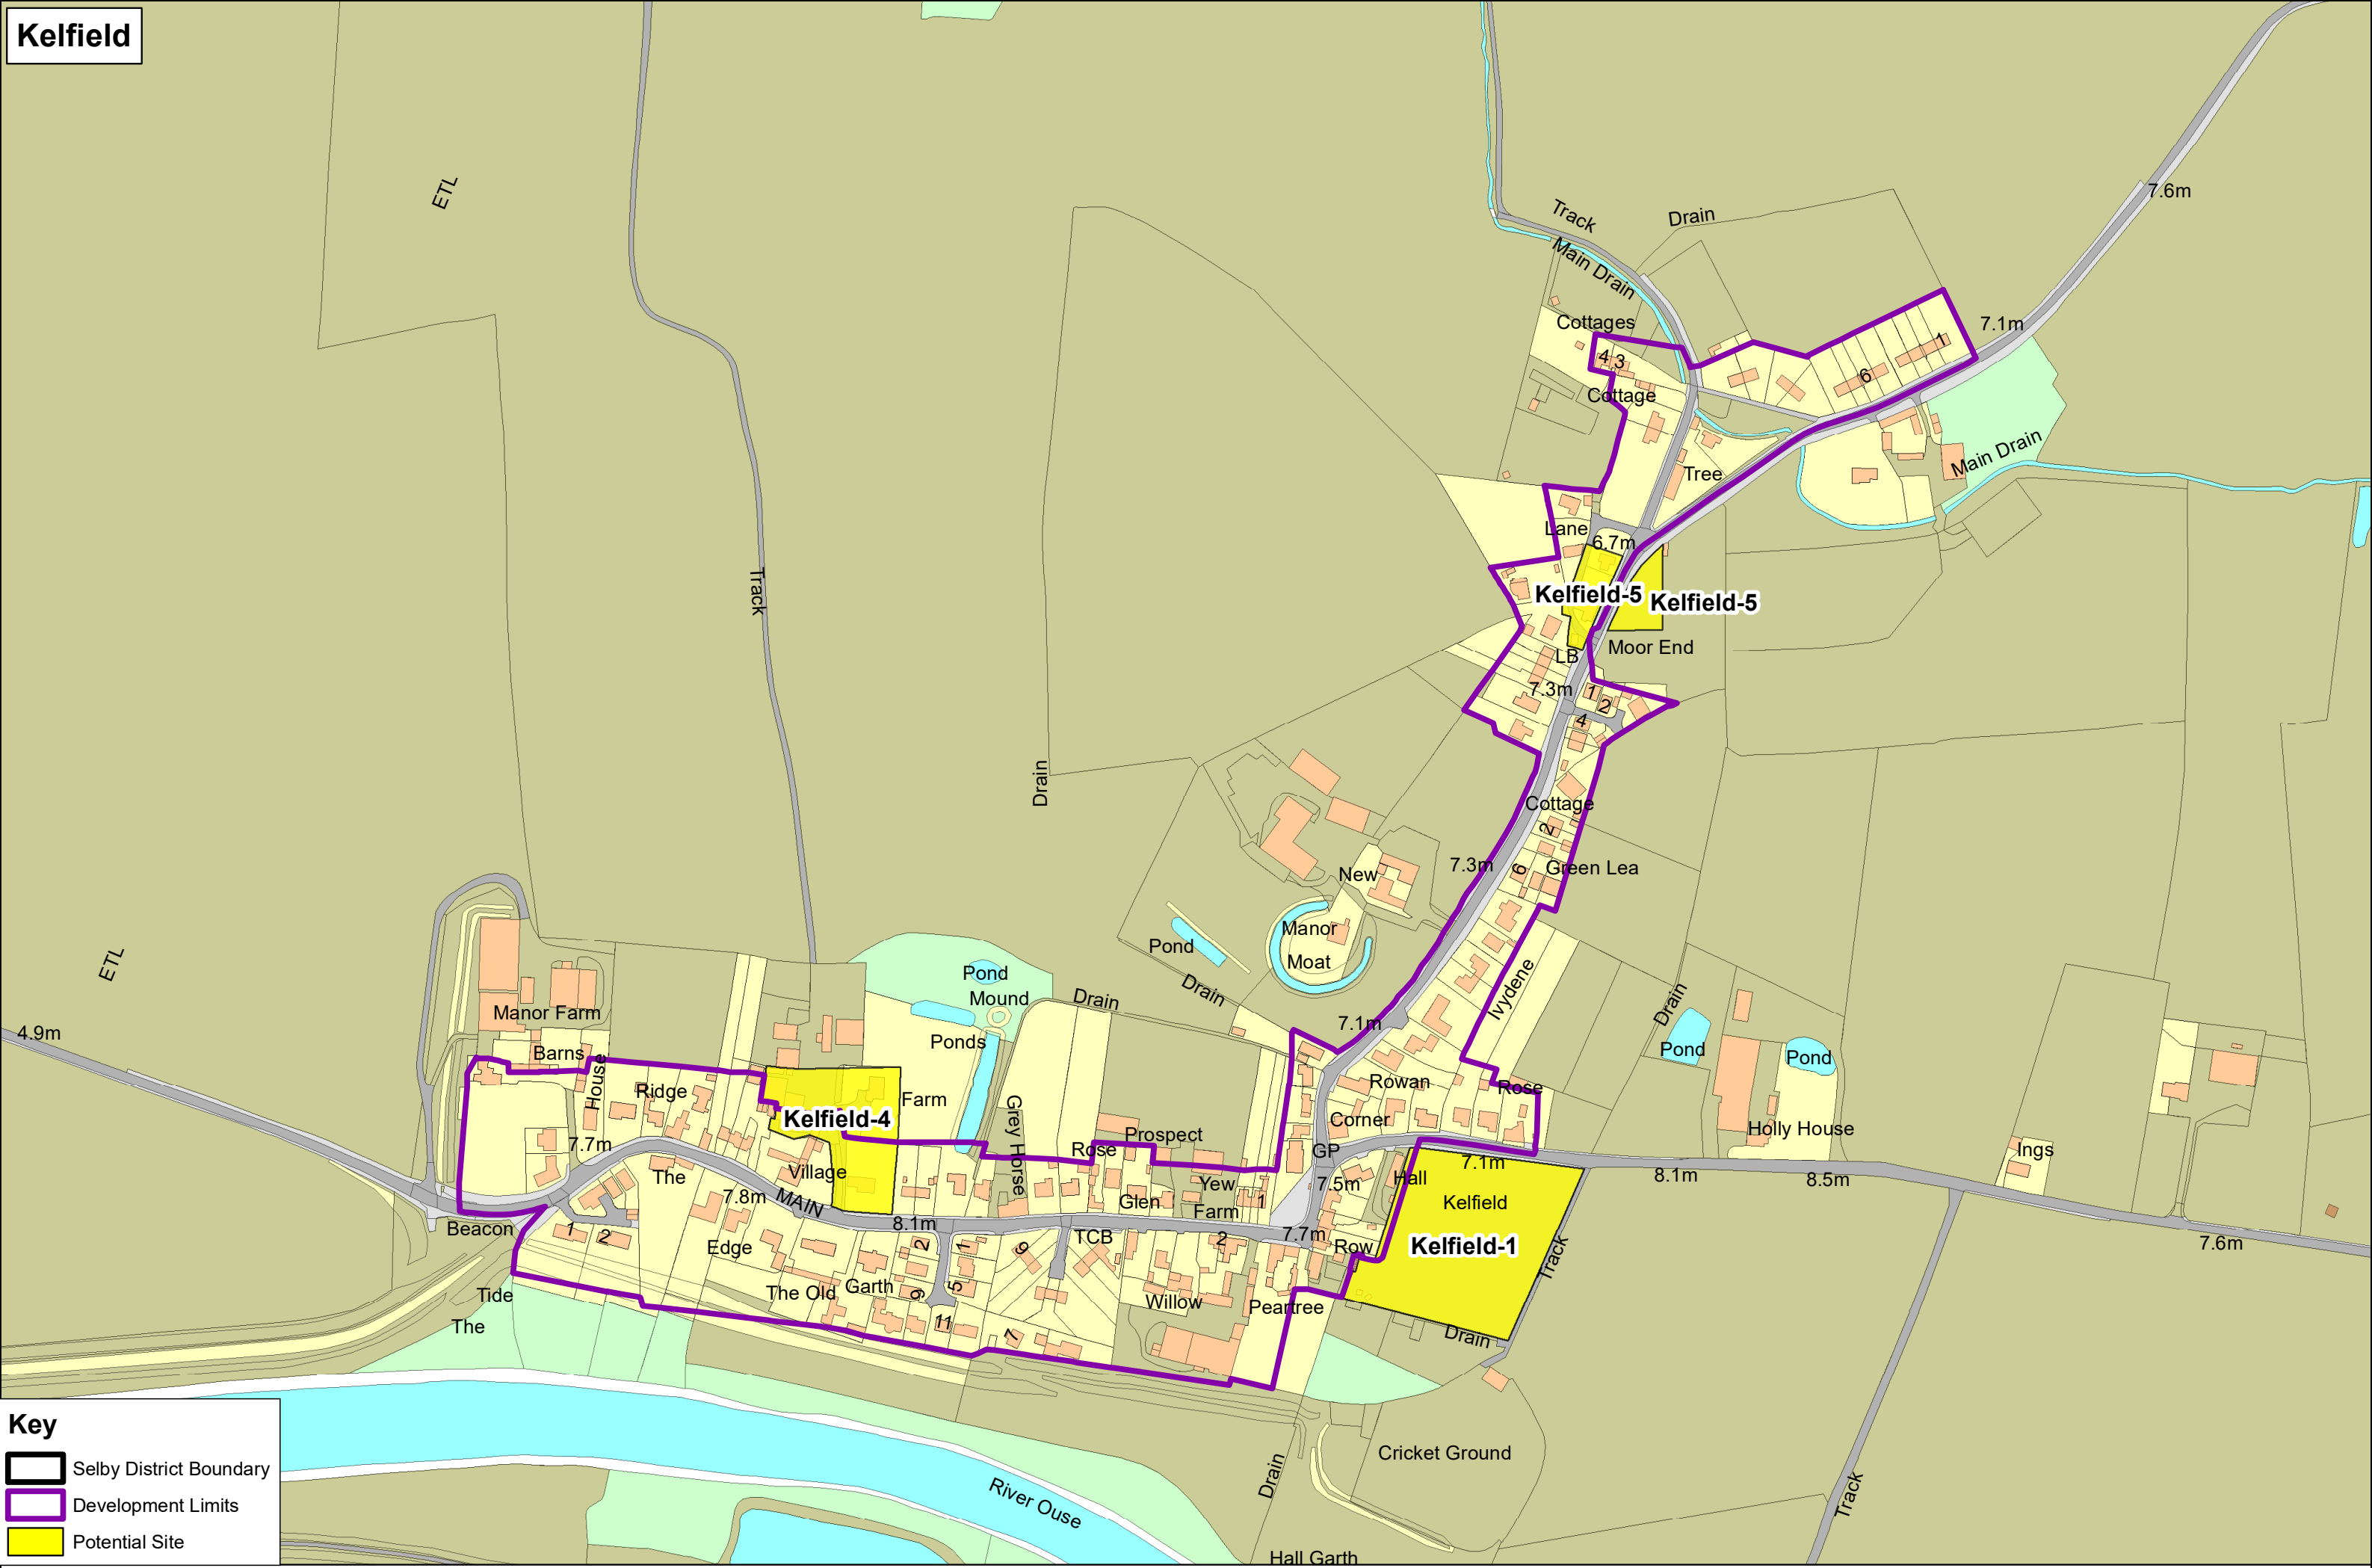 Kelfield
ETL
7.6m
Track
Drain
Main Drain
Cottages
7.1m
4
3
1
6
Cottage
Main Drain
Tree
Lane
6.7m
Track
Kelfield-5
Kelfield-5
Moor End
LB
7.3m
1
2
4
Drain
Cottage
2
7.3m
6
Green Lea
New
Manor
Pond
Moat
ETL
Pond
Mound
Drain
Drain
Ivydene
Drain
Manor Farm
7.1m
4.9m
Ponds
Barns
House
Pond
Pond
Ridge
Rowan
Rose
Farm
Kelfield-4
Grey Horse
Corner
Prospect
Holly House
7.7m
Rose
GP
Ings
The
Village
7.1m
7.5m
Hall
8.1m
8.5m
7.8m
MAIN
Glen
Yew
Farm
1
Kelfield
Beacon
1
2
8.1m
TCB
2
7.7m
Row
Kelfield-1
Track
7.6m
Edge
2
1
9
The Old
Garth
9
5
Tide
Willow
Peartree
The
11
7
Drain
Cricket Ground
Drain
Track
River Ouse
Hall Garth
Key
Selby District Boundary
Development Limits
Potential Site